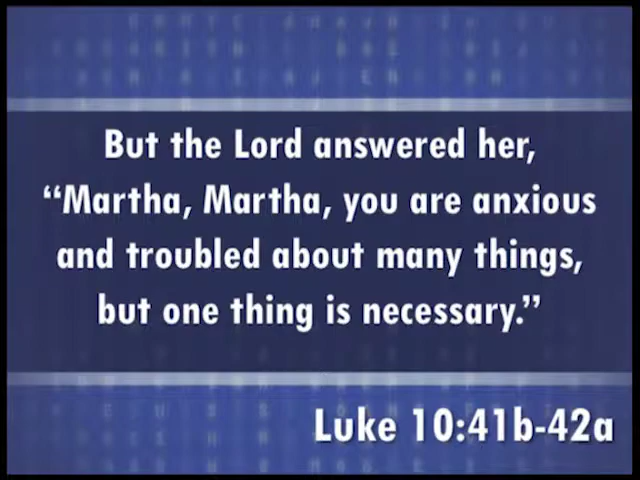 But the Lord answered her,
“Martha, Martha, you are anxious
and troubled about many things,
but one thing is necessary.”
Luke 10:41b-42a